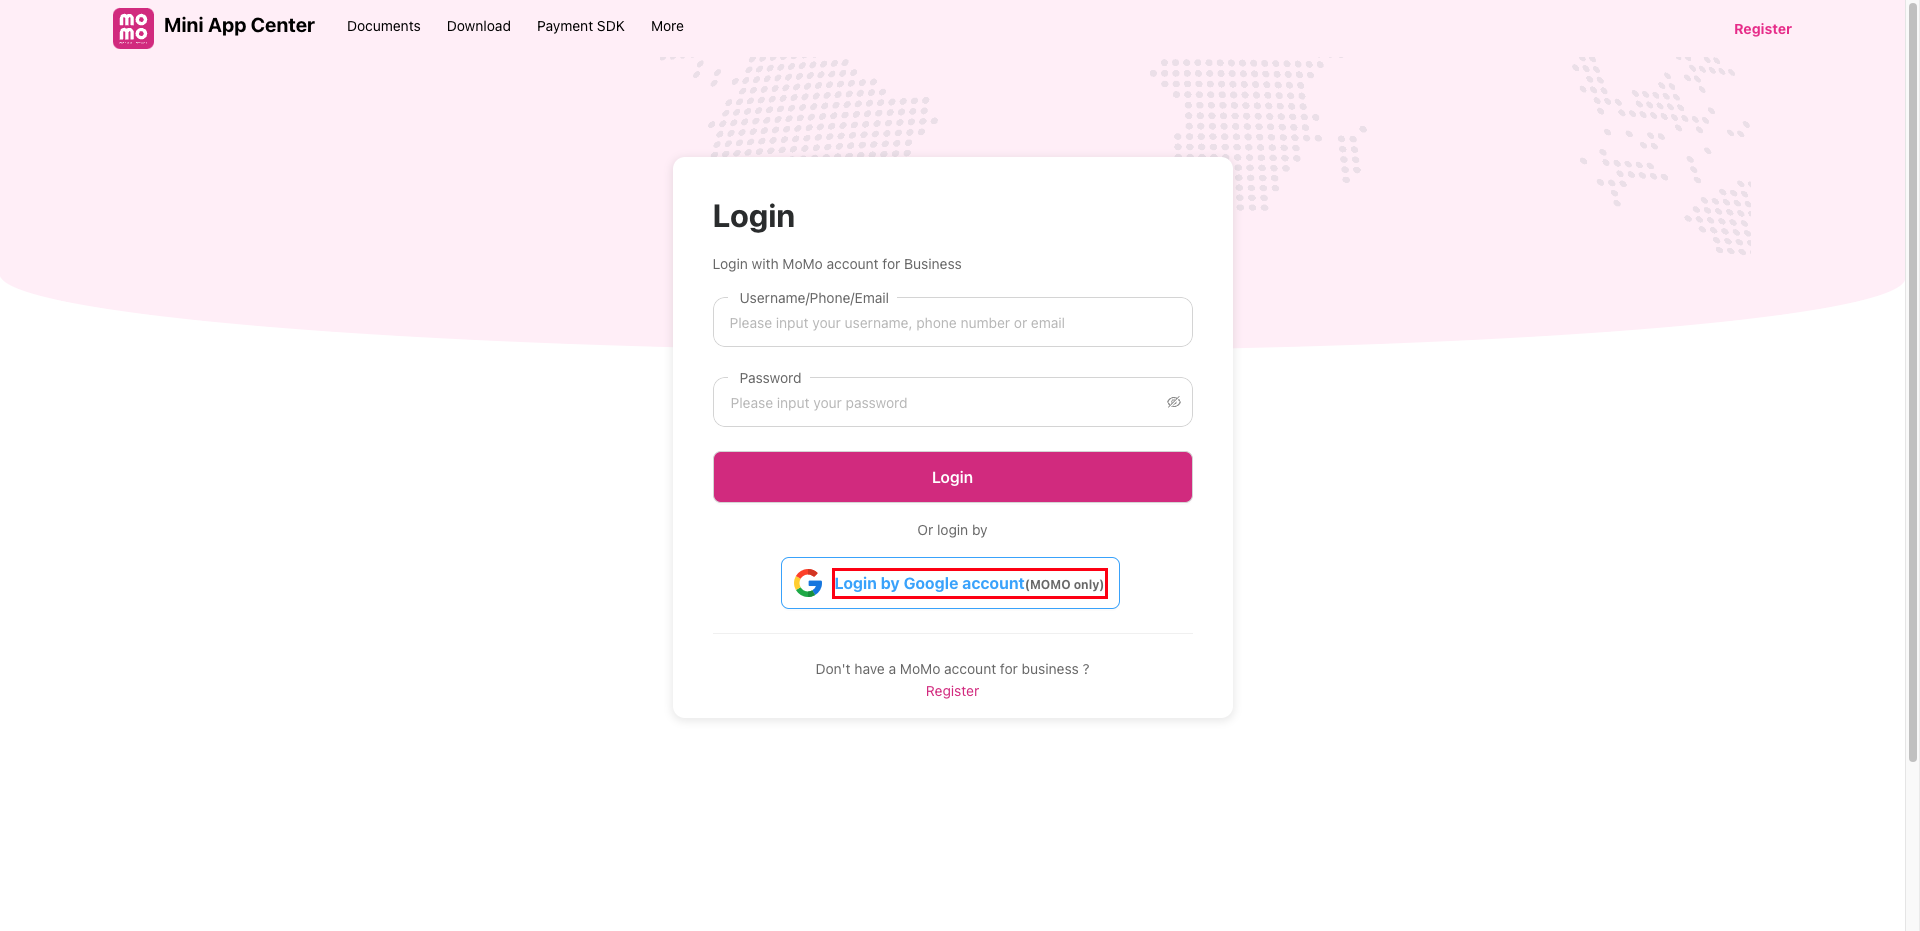 MOMO
Mini App Center
Documents
Download
Payment SDK
More
Register
Login
Login with MoMo account for Business
Username/Phone/Email
Please input your username, phone number or email
Password
Please input your password
Login
Or login by
Login by Google account(MOMO only)
Don't have a MoMo account for business ?
Register